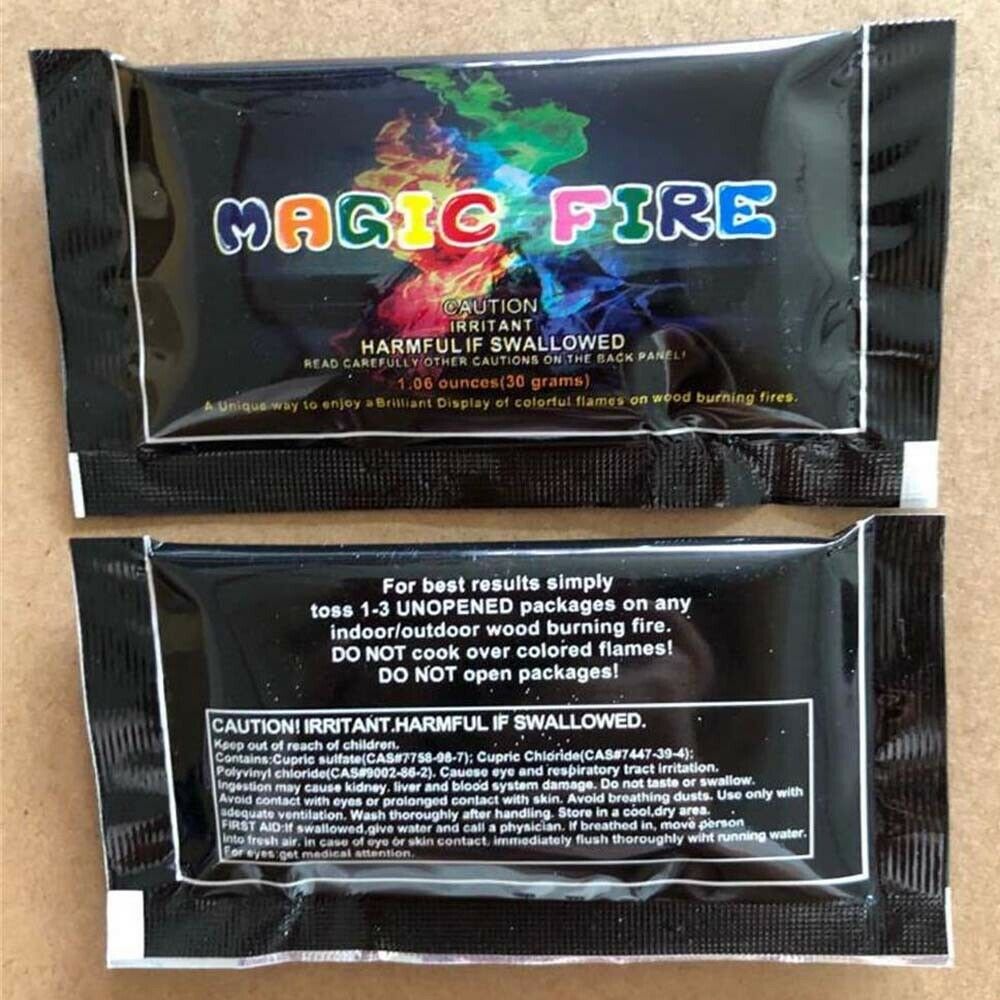 MAGIC FIRE
CAUTION
IRRITANT
HARMFUL IF SWALLOWED
READ CAREFULLY OTHER CAUTIONS ON THE BACK PANEL!
1.06 ounces(30 grams)
A Unique way to enjoy a Brilliant Display of colorful flames on wood burning fires.
For best results simply
toss 1-3 UNOPENED packages on any
indoor/outdoor wood burning fire.
DO NOT cook over colored flames!
DO NOT open packages!
CAUTION! IRRITANT.HARMFUL IF SWALLOWED.
Keep out of reach of children.
Contains:Cupric sulfate(CAS#7758-98-7); Cupric Chloride(CAS#7447-39-4);
Polyvinyl chloride(CAS#9002-86-2). Cauese eye and respiratory tract irritation.
Ingestion may cause kidney, liver and blood system damage. Do not taste or swallow.
Avoid contact with eyes or prolonged contact with skin. Avoid breathing dusts. Use only with
adequate ventilation. Wash thoroughly after handling. Store in a cool,dry area.
FIRST AID:If swallowed,give water and call a physician. If breathed in, move person
into fresh air. in case of eye or skin contact, immediately flush thoroughly wiht running water.
For eyes:get medical attention.